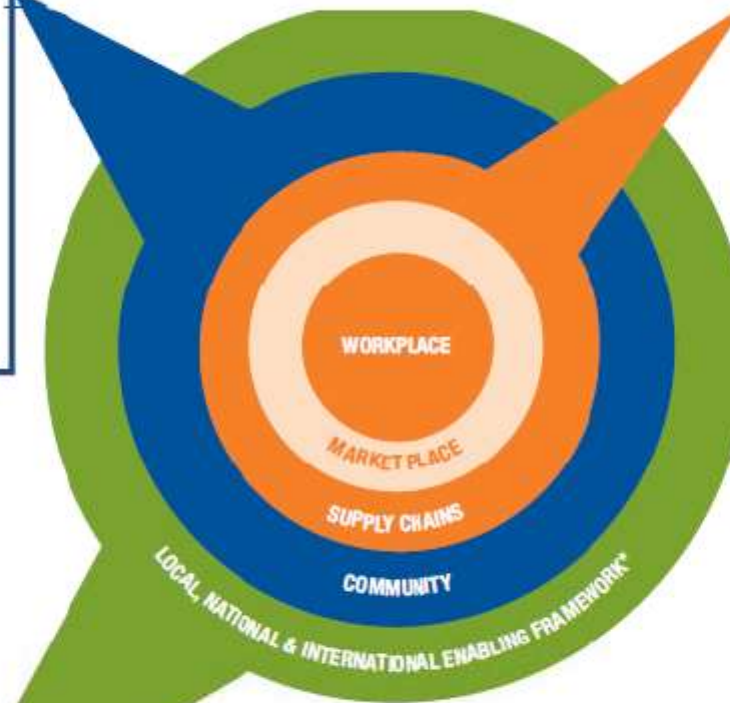 WORKPLACE
MARKET PLACE
SUPPLY CHAINS
COMMUNITY
LOCAL, NATIONAL & INTERNATIONAL ENABLING FRAMEWORK*